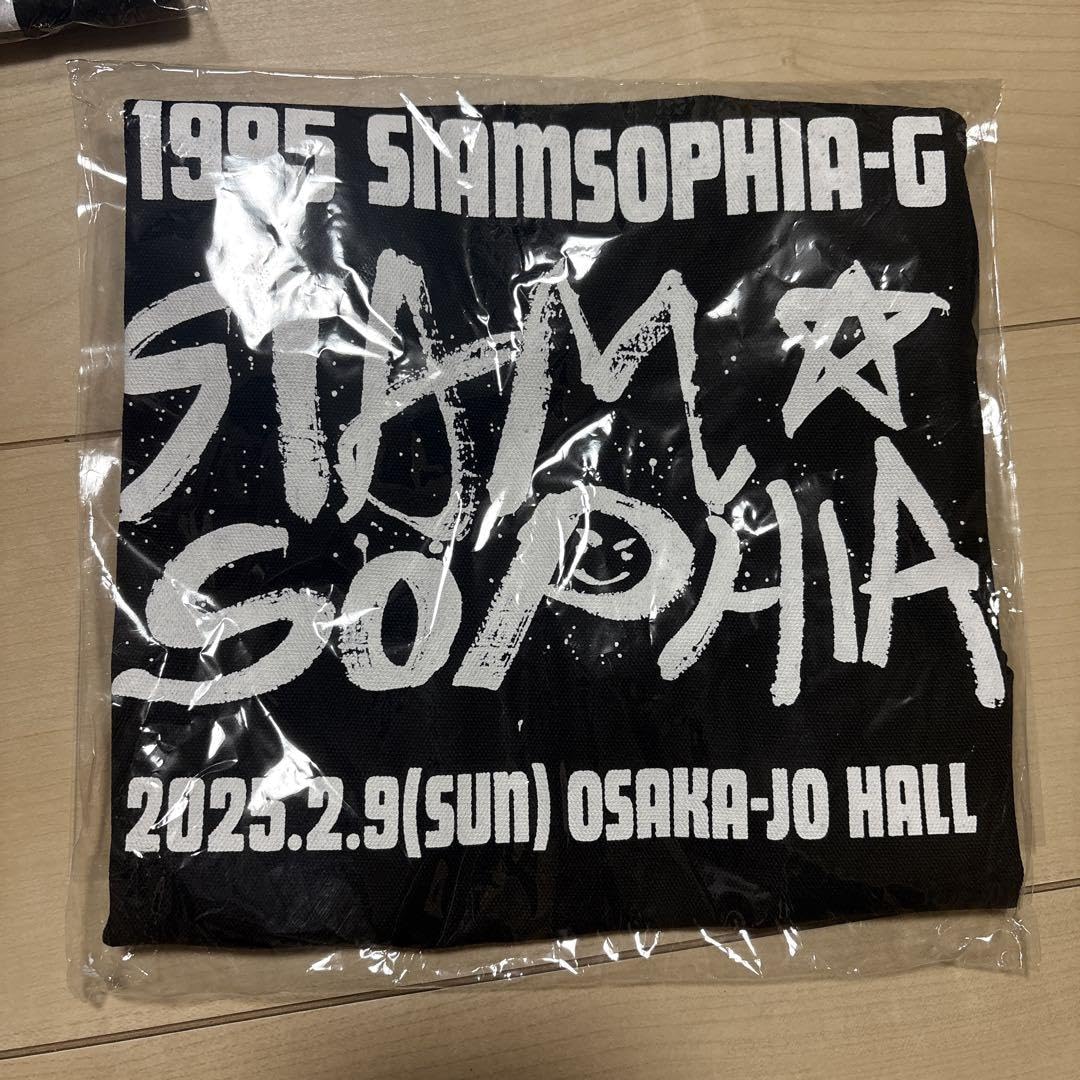 1995 SIAMSOPHIA-G
SIAM☆
SOPHIA
2025.2.9(SUN) OSAKA-JO HALL